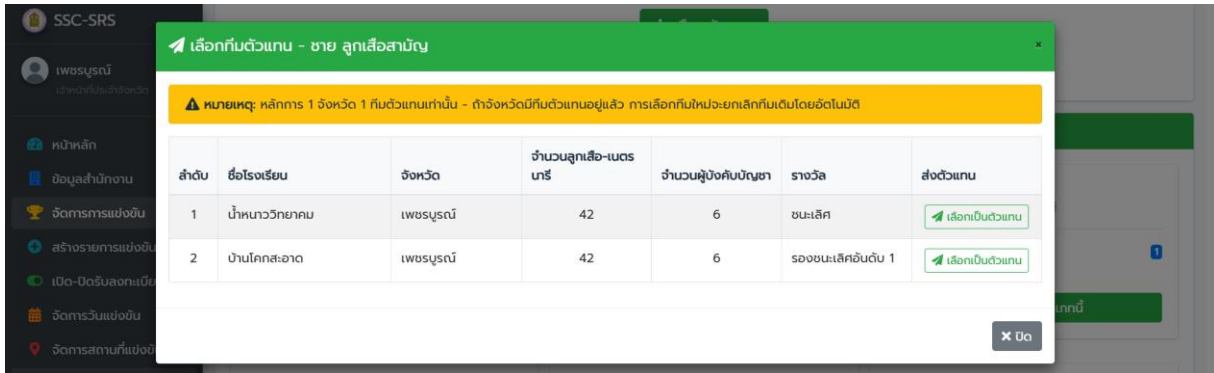 SSC-SRS
เลือกทีมตัวแทน - ชาย ลูกเสือสามัญ
×
เพชรบูรณ์
เจ้าหน้าที่ประจำจังหวัด
หมายเหตุ: หลักการ 1 จังหวัด 1 ทีมตัวแทนเท่านั้น - ถ้าจังหวัดมีทีมตัวแทนอยู่แล้ว การเลือกทีมใหม่จะยกเลิกทีมเดิมโดยอัตโนมัติ
หน้าหลัก
ข้อมูลสำนักงาน
จัดการการแข่งขัน
สร้างรายการแข่งขัน
เปิด-ปิดรับลงทะเบีย
จัดการวันแข่งขัน
จัดการสถานที่แข่งขั
ลำดับ ชื่อโรงเรียน จังหวัด จำนวนลูกเสือ-เนตร
นารี จำนวนผู้บังคับบัญชา รางวัล ส่งตัวแทน
1 น้ำหนาววิทยาคม เพชรบูรณ์ 42 6 ชนะเลิศ เลือกเป็นตัวแทน
2 บ้านโคกสะอาด เพชรบูรณ์ 42 6 รองชนะเลิศอันดับ 1 เลือกเป็นตัวแทน
1
เภทนี้
ปิด